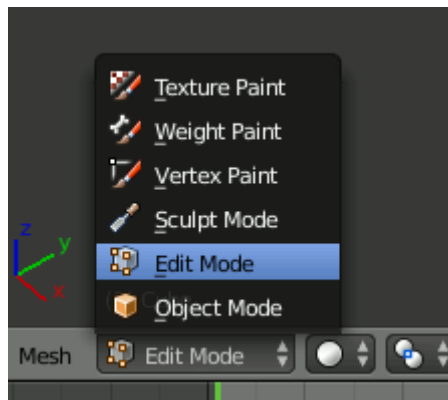 Texture Paint
Weight Paint
Vertex Paint
Sculpt Mode
z
y
Edit Mode
x
Object Mode
Mesh
Edit Mode